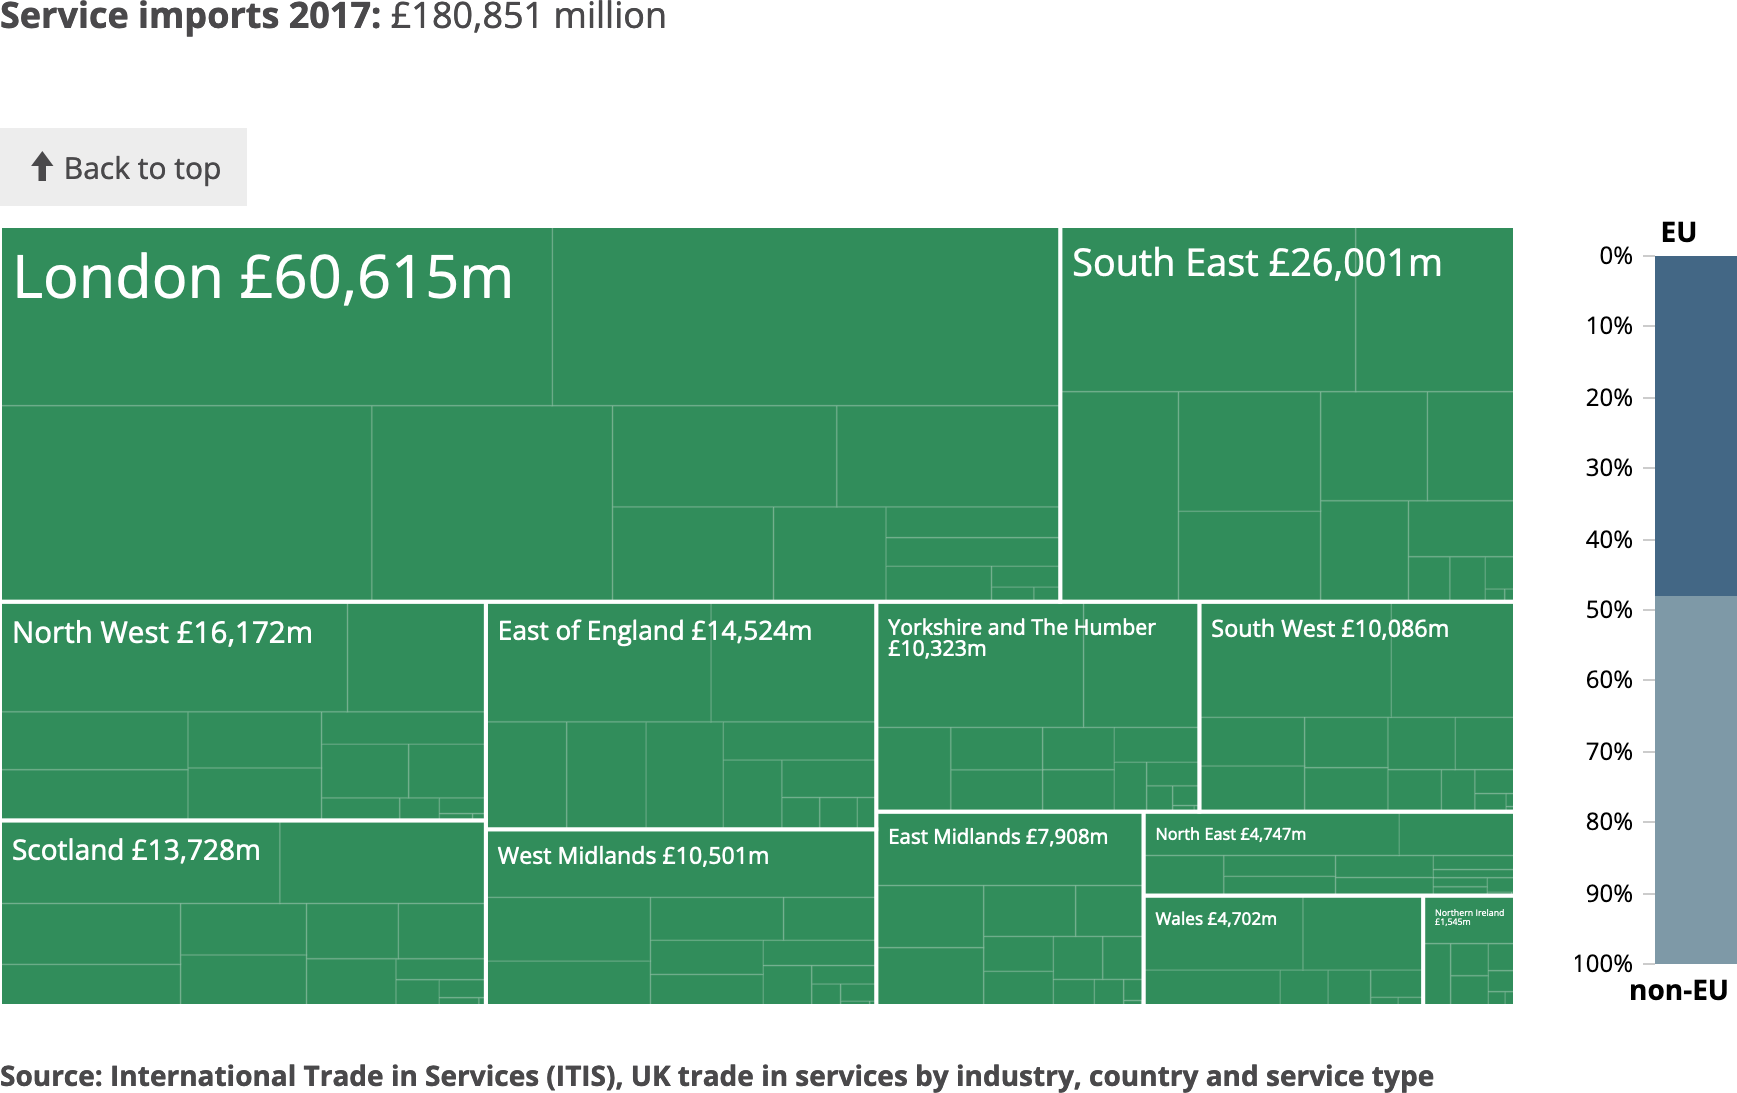 Service imports 2017: £180,851 million
Back to top
London £60,615m
South East £26,001m
North West £16,172m
East of England £14,524m
Yorkshire and The Humber
£10,323m
South West £10,086m
Scotland £13,728m
West Midlands £10,501m
East Midlands £7,908m
North East £4,747m
Wales £4,702m
Northern Ireland
£1,545m
EU
0%
10%
20%
30%
40%
50%
60%
70%
80%
90%
100%
non-EU
Source: International Trade in Services (ITIS), UK trade in services by industry, country and service type